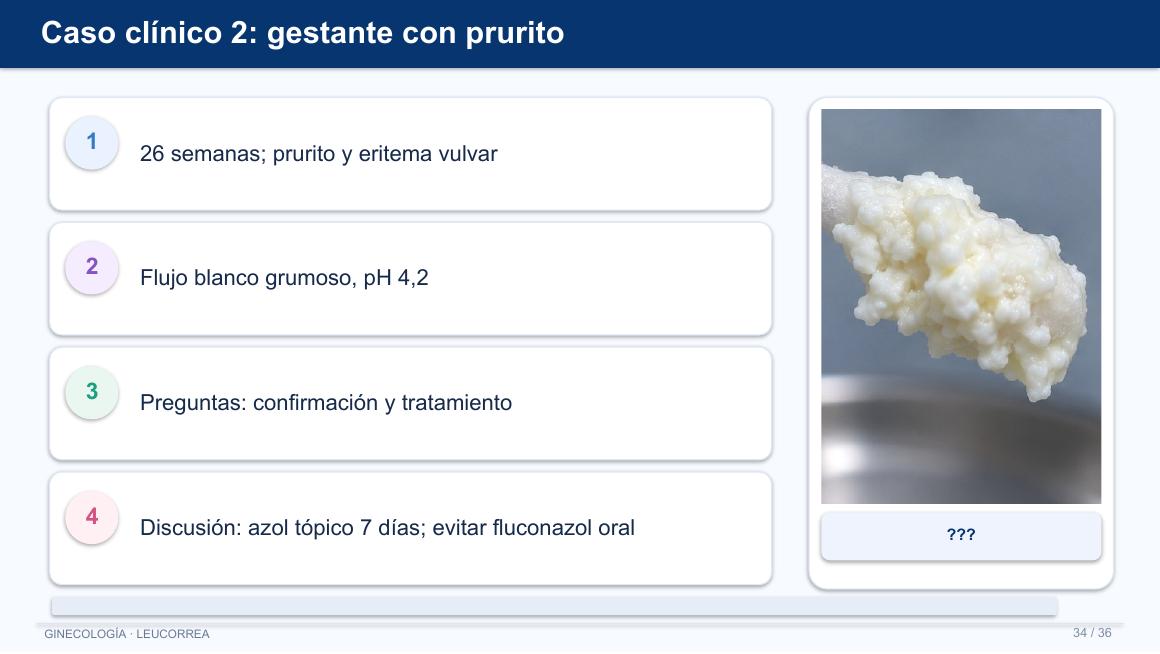 Caso clínico 2: gestante con prurito
1
26 semanas; prurito y eritema vulvar
2
Flujo blanco grumoso, pH 4,2
3
Preguntas: confirmación y tratamiento
4
Discusión: azol tópico 7 días; evitar fluconazol oral
???
GINECOLOGÍA · LEUCORREA
34 / 36